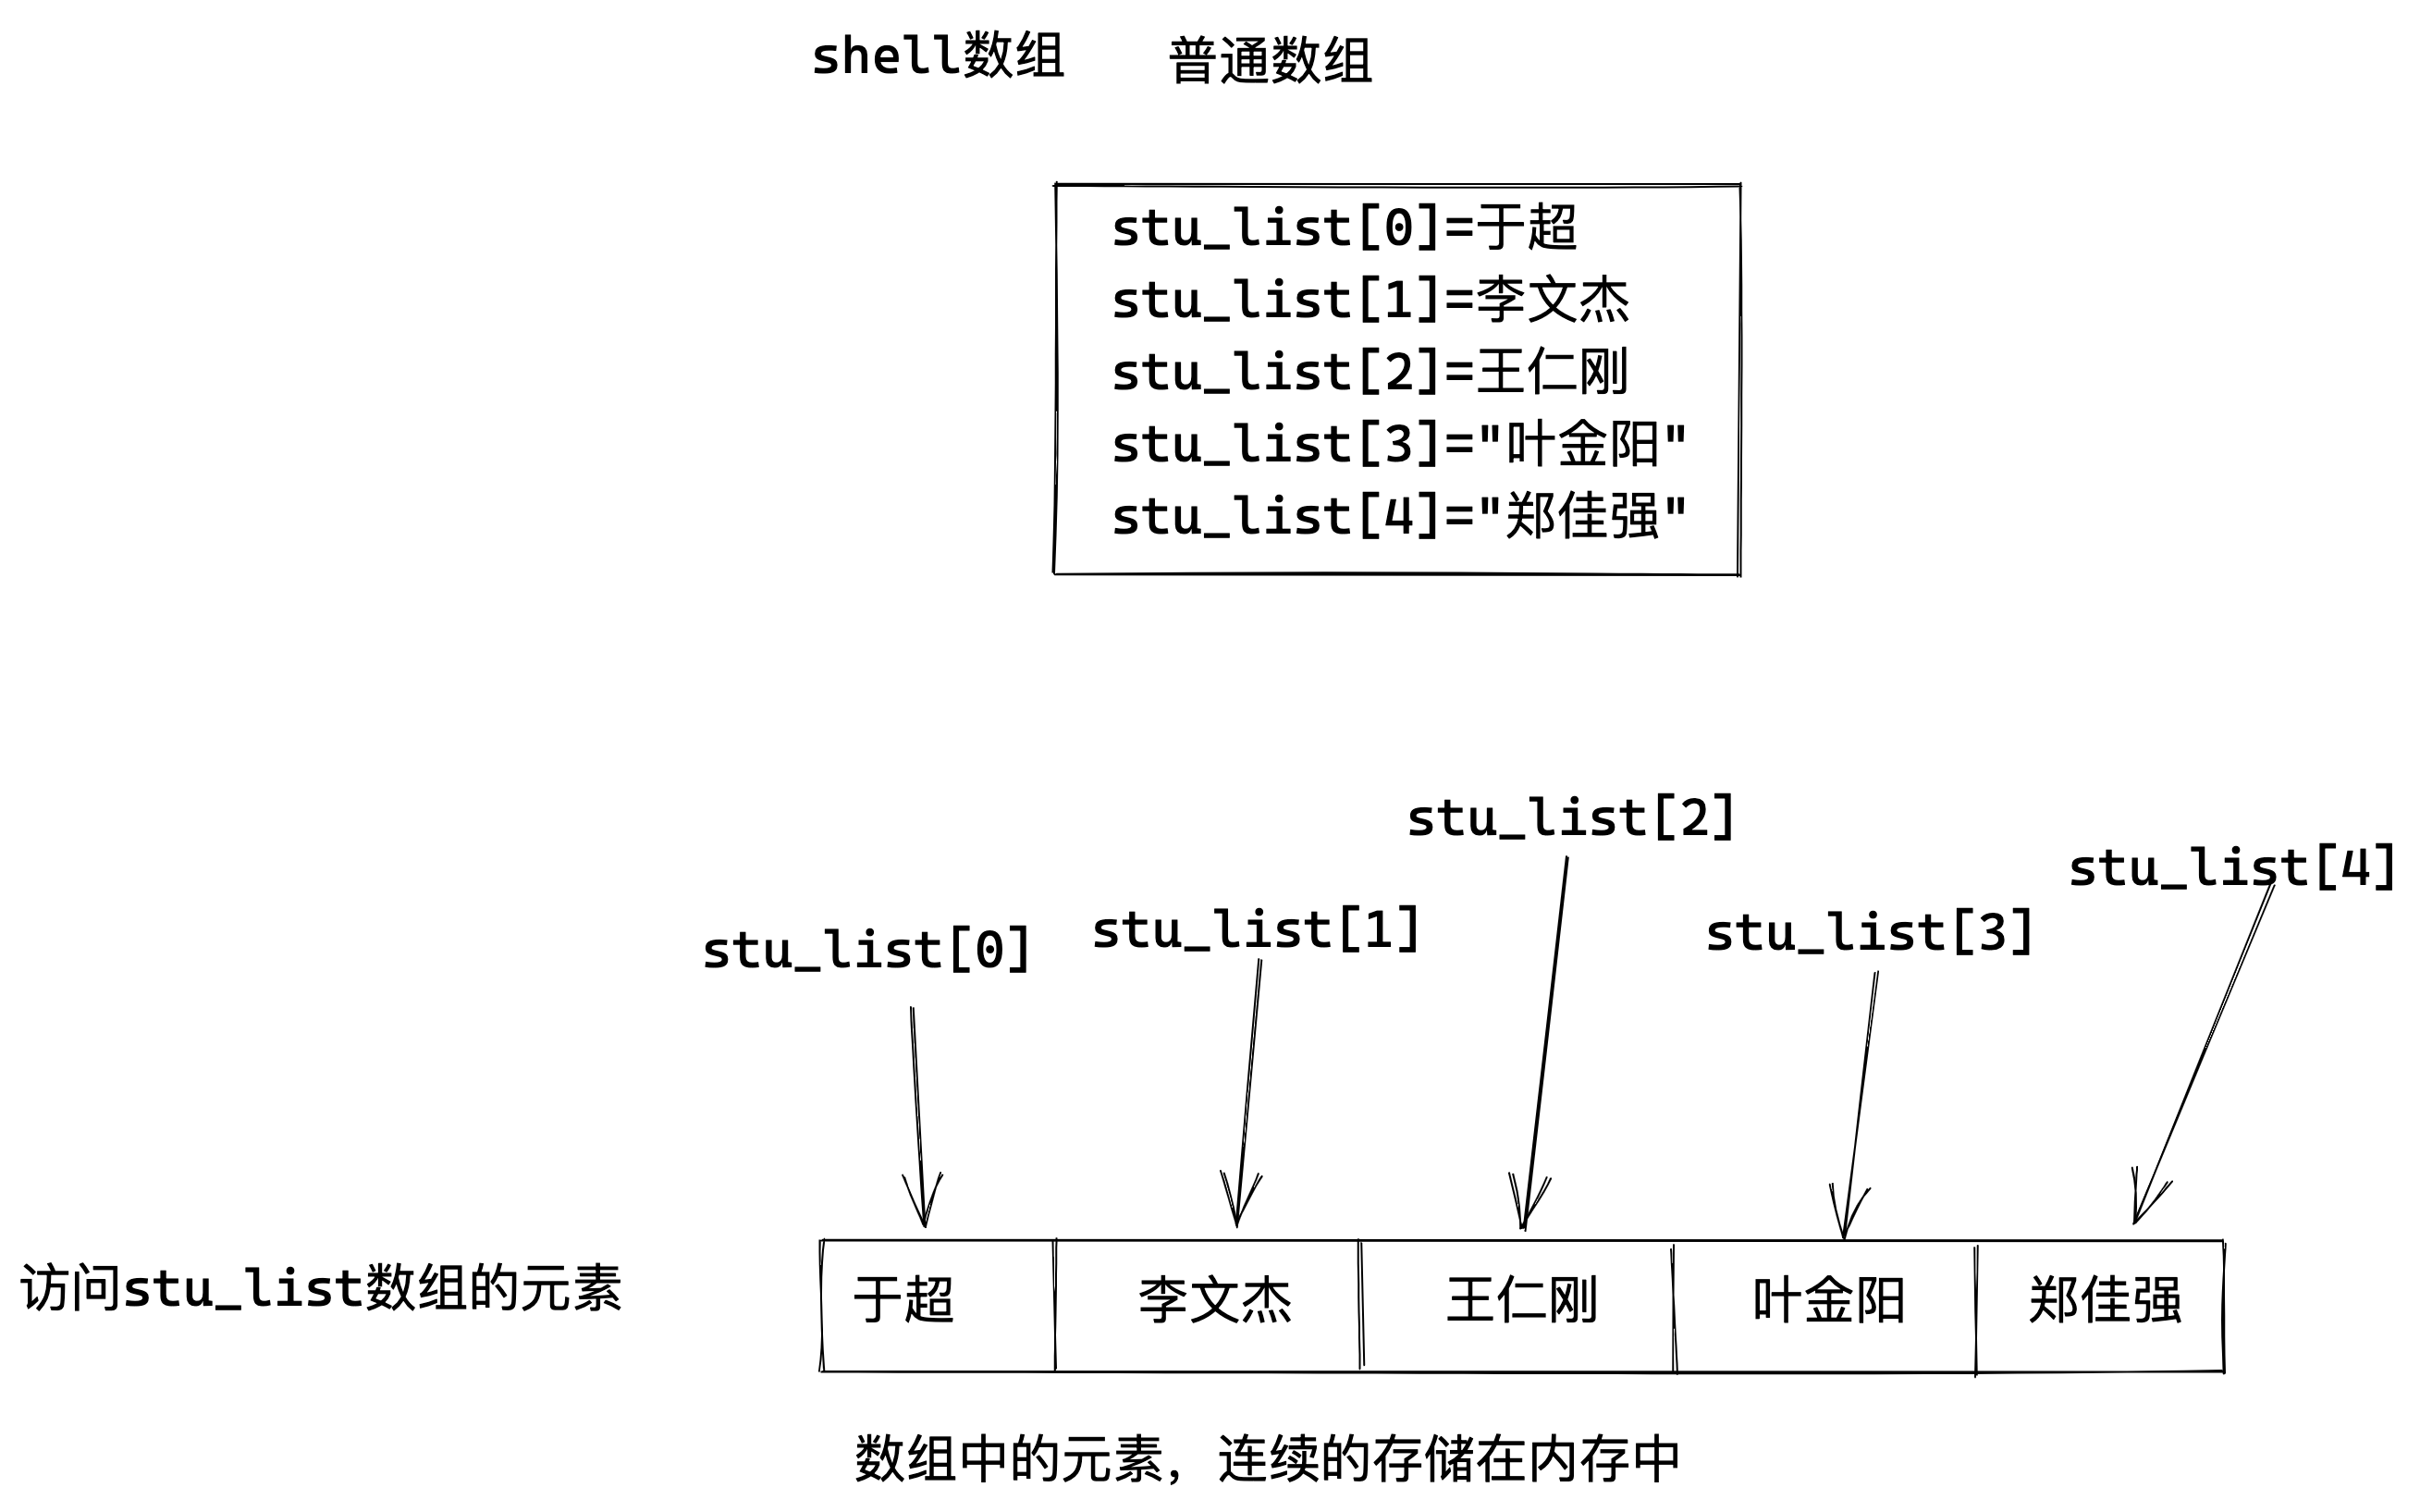 shell数组 普通数组
stu_list[0]=于超
stu_list[1]=李文杰
stu_list[2]=王仁刚
stu_list[3]="叶金阳"
stu_list[4]="郑佳强"
stu_list[2]
stu_list[4]
stu_list[0]
stu_list[1]
stu_list[3]
访问stu_list数组的元素
于超 李文杰 王仁刚 叶金阳 郑佳强
数组中的元素，连续的存储在内存中